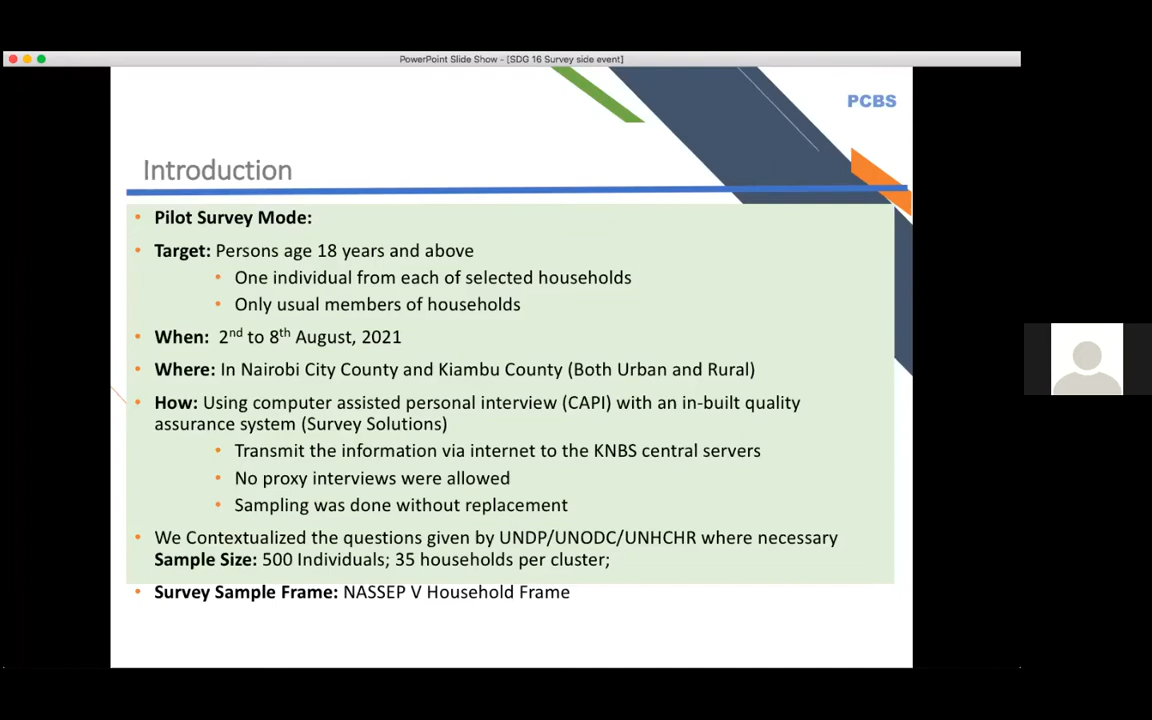 PowerPoint Slide Show - [SDG 16 Survey side event]
PCBS
Introduction
• Pilot Survey Mode:
• Target: Persons age 18 years and above
• One individual from each of selected households
• Only usual members of households
• When: 2nd to 8th August, 2021
• Where: In Nairobi City County and Kiambu County (Both Urban and Rural)
• How: Using computer assisted personal interview (CAPI) with an in-built quality
assurance system (Survey Solutions)
• Transmit the information via internet to the KNBS central servers
• No proxy interviews were allowed
• Sampling was done without replacement
• We Contextualized the questions given by UNDP/UNODC/UNHCHR where necessary
Sample Size: 500 Individuals; 35 households per cluster;
• Survey Sample Frame: NASSEP V Household Frame